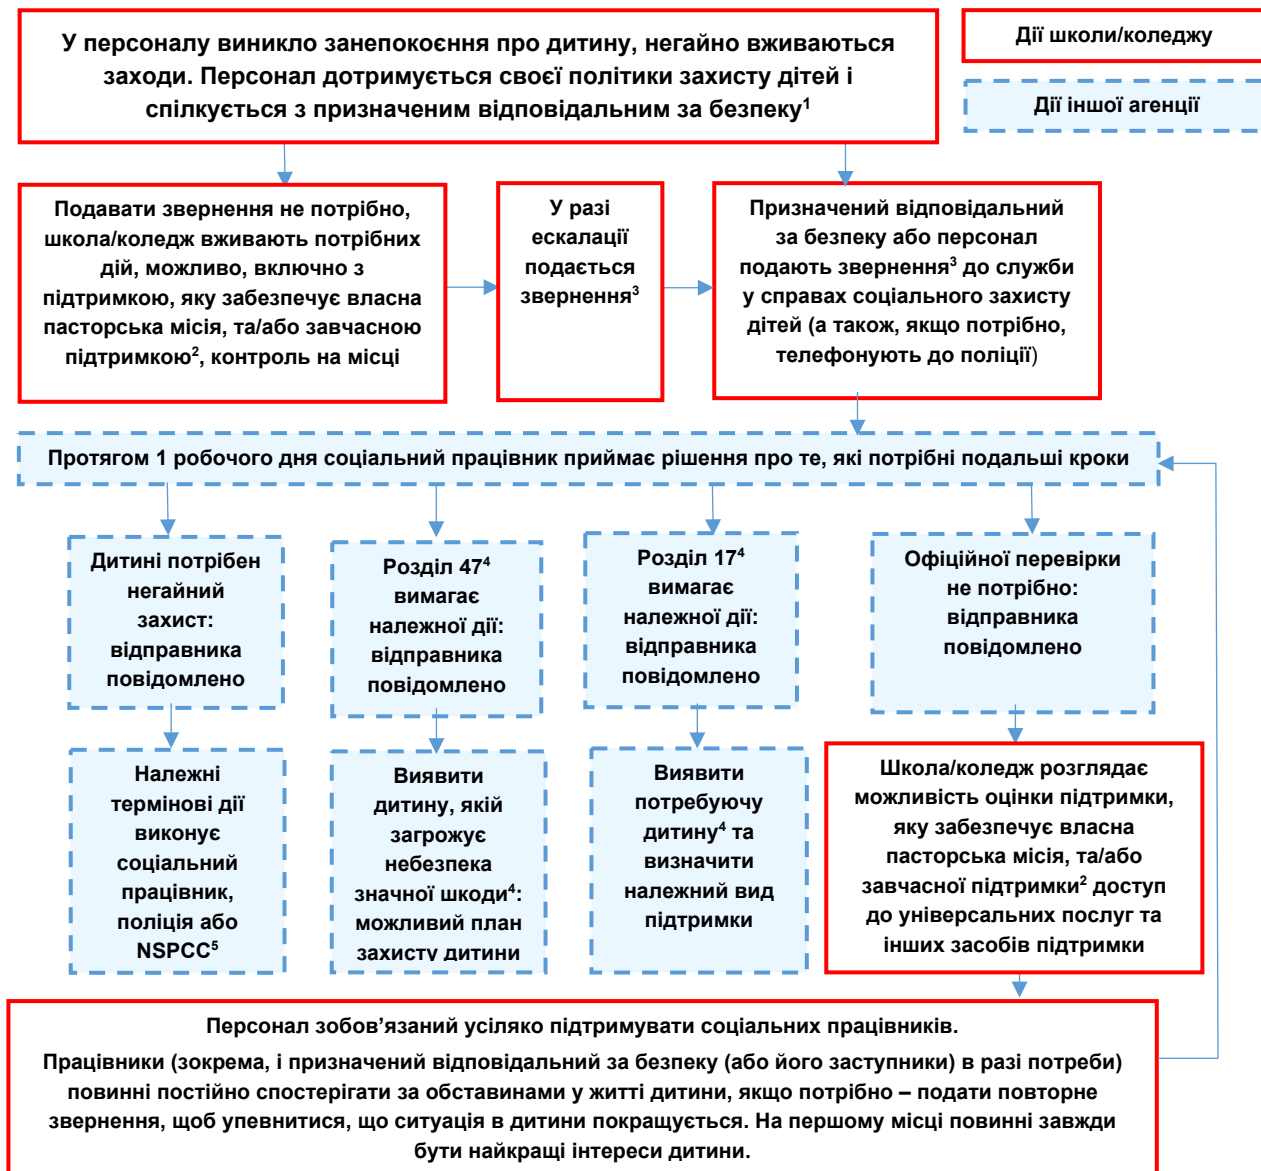 У персоналу виникло занепокоєння про дитину, негайно вживаються
заходи. Персонал дотримується своєї політики захисту дітей і
спілкується з призначеним відповідальним за безпеку¹
Дії школи/коледжу
Дії іншої агенції
Подавати звернення не потрібно,
школа/коледж вживають потрібних
дій, можливо, включно з
підтримкою, яку забезпечує власна
пасторська місія, та/або завчасною
підтримкою², контроль на місці
У разі
ескалації
подається
звернення³
Призначений відповідальний
за безпеку або персонал
подають звернення³ до служби
у справах соціального захисту
дітей (а також, якщо потрібно,
телефонують до поліції)
Протягом 1 робочого дня соціальний працівник приймає рішення про те, які потрібні подальші кроки
Дитині потрібен
негайний
захист:
відправника
повідомлено
Розділ 47⁴
вимагає
належної дії:
відправника
повідомлено
Розділ 17⁴
вимагає
належної дії:
відправника
повідомлено
Офіційної перевірки
не потрібно:
відправника
повідомлено
Належні
термінові дії
виконує
соціальний
працівник,
поліція або
NSPCC⁵
Виявити
дитину, якій
загрожує
небезпека
значної шкоди⁴:
можливий план
захисту дитини
Виявити
потребуючу
дитину⁴ та
визначити
належний вид
підтримки
Школа/коледж розглядає
можливість оцінки підтримки,
яку забезпечує власна
пасторська місія, та/або
завчасної підтримки² доступ
до універсальних послуг та
інших засобів підтримки
Персонал зобов’язаний усіляко підтримувати соціальних працівників.
Працівники (зокрема, і призначений відповідальний за безпеку (або його заступники) в разі потреби)
повинні постійно спостерігати за обставинами у житті дитини, якщо потрібно – подати повторне
звернення, щоб упевнитися, що ситуація в дитини покращується. На першому місці повинні завжди
бути найкращі інтереси дитини.